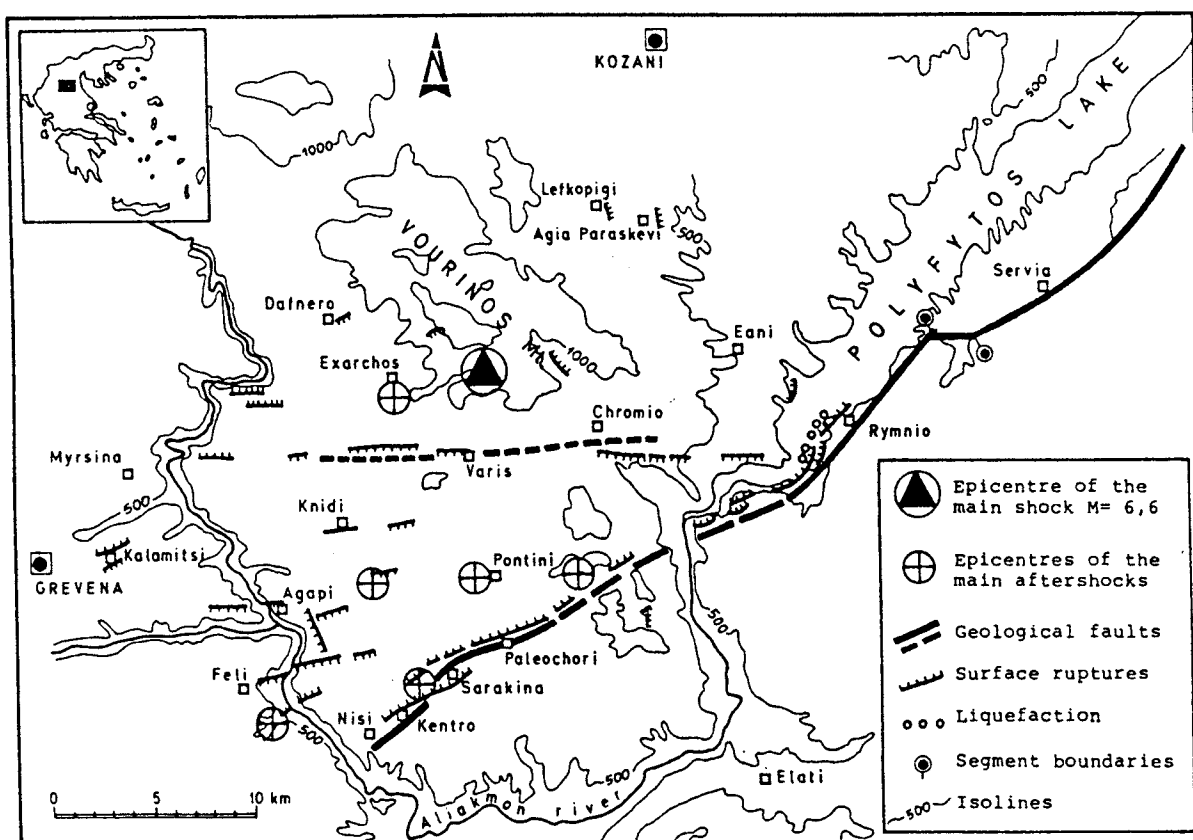 N
KOZANI
1000
500
LAKE
POLYFYTOS
Lefkopigi
Agia Paraskevi
500
VOURINOS
Servia
Dafnero
1000
Eani
Exarchos
Chromio
Rymnio
Myrsina
Varis
500
Knidi
Kalamitsi
Pontini
GREVENA
Agapi
500
Paleochori
Feli
Sarakina
Nisi
Kentro
500
500
Elati
Aliakmon river
0 5 10 km
Epicentre of the
main shock M= 6,6
Epicentres of the
main aftershocks
Geological faults
Surface ruptures
Liquefaction
Segment boundaries
500 Isolines